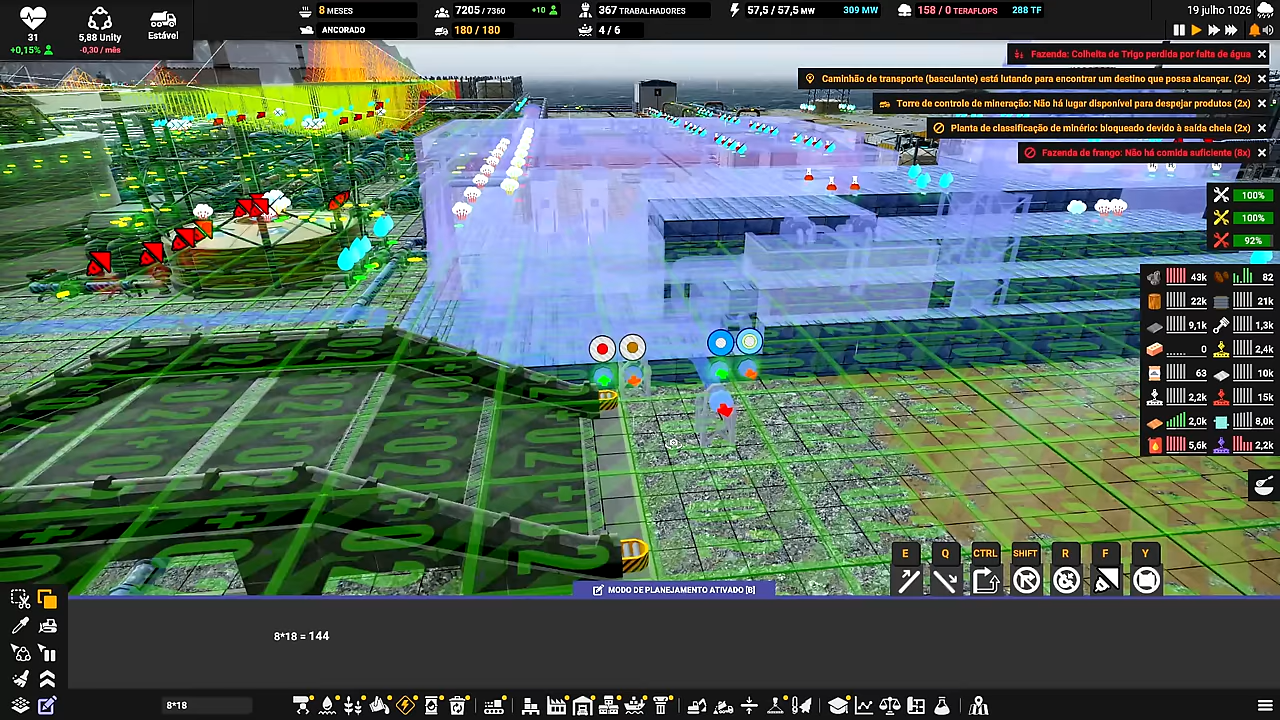 31
+0,15%
5,88 Unity
-0,30 / mês
Estável
8 MESES
ANCORADO
7205 / 7360 +10
180 / 180
367 TRABALHADORES
4 / 6
57,5 / 57,5 MW 309 MW
158 / 0 TERAFLOPS 288 TF
19 julho 1026
Fazenda: Colheita de Trigo perdida por falta de água
Caminhão de transporte (basculante) está lutando para encontrar um destino que possa alcançar. (2x)
Torre de controle de mineração: Não há lugar disponível para despejar produtos (2x)
Planta de classificação de minério: bloqueado devido à saída cheia (2x)
Fazenda de frango: Não há comida suficiente (8x)
100%
100%
92%
43k 82
22k 21k
9,1k 1,3k
0 2,4k
63 10k
2,2k 15k
2,0k 8,0k
5,6k 2,2k
E Q CTRL SHIFT R F Y
MODO DE PLANEJAMENTO ATIVADO [B]
8*18 = 144
8*18